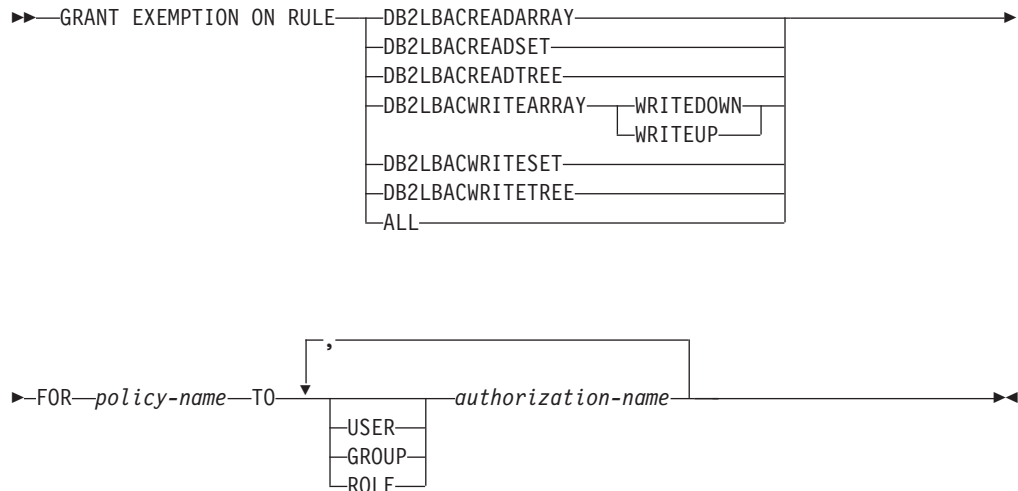 GRANT EXEMPTION ON RULE DB2LBACREADARRAY
DB2LBACREADSET
DB2LBACREADTREE
DB2LBACWRITEARRAY WRITEDOWN
WRITEUP
DB2LBACWRITESET
DB2LBACWRITETREE
ALL
,
FOR policy-name TO authorization-name
USER
GROUP
ROLE